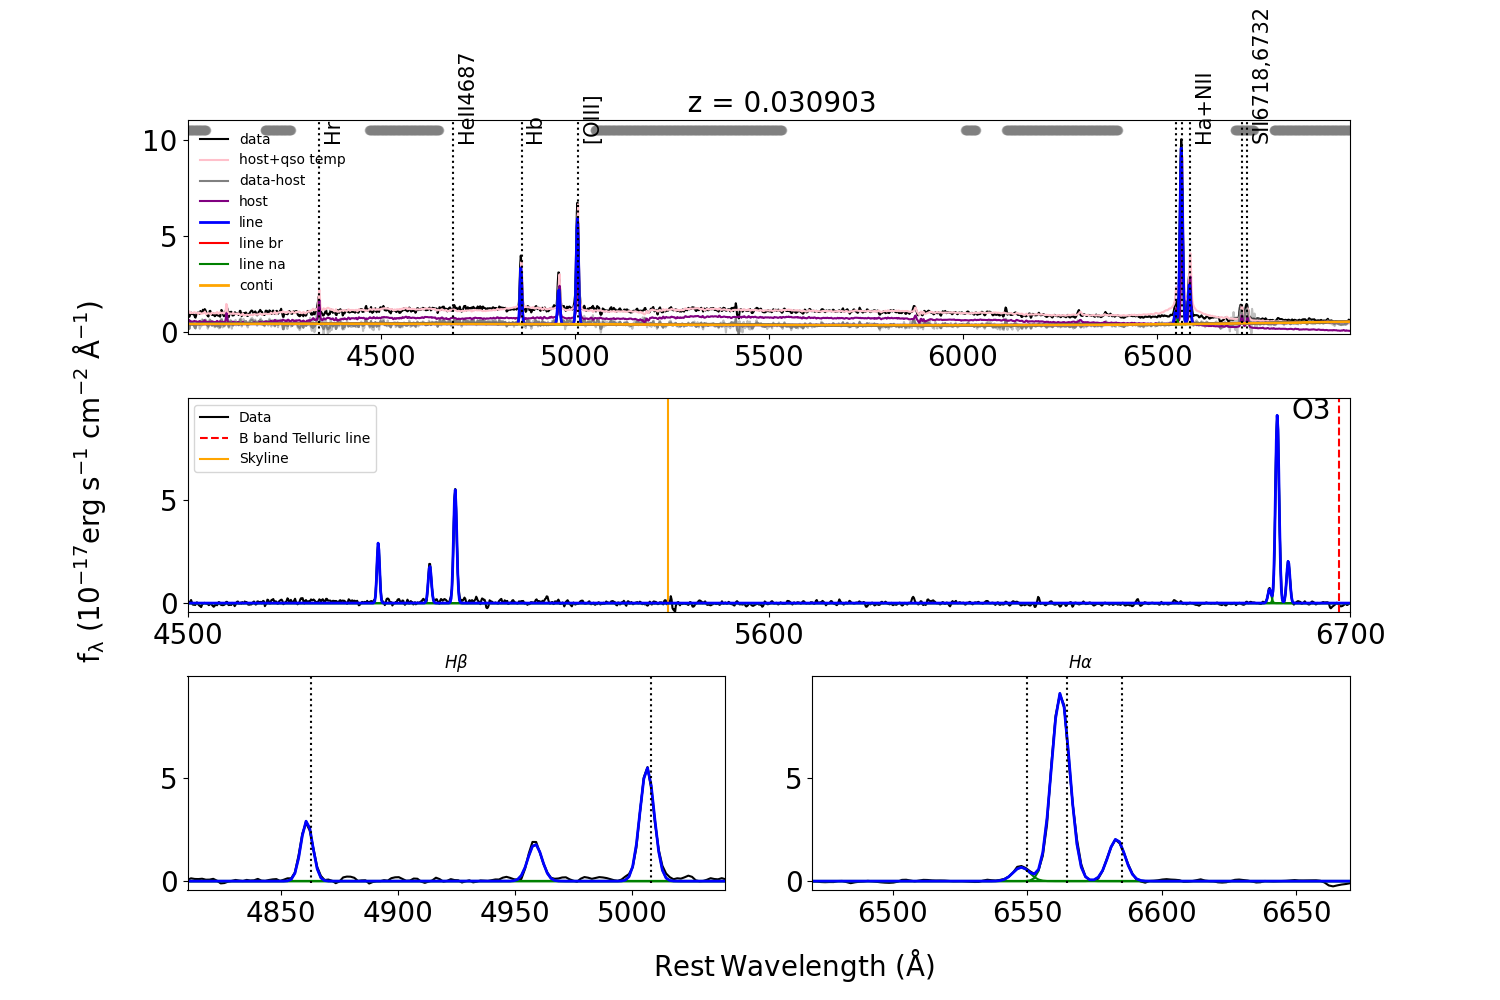 z = 0.030903
Hr
HeII4687
Hb
[OIII]
Ha+NII
SII6718,6732
data
host+qso temp
data-host
host
line
line br
line na
conti
10
5
0
4500
5000
5500
6000
6500
fλ (10⁻¹⁷erg s⁻¹ cm⁻² Å⁻¹)
Data
B band Telluric line
Skyline
O3
5
0
4500
5600
6700
Hβ
5
0
4850
4900
4950
5000
Hα
5
0
6500
6550
6600
6650
Rest Wavelength (Å)